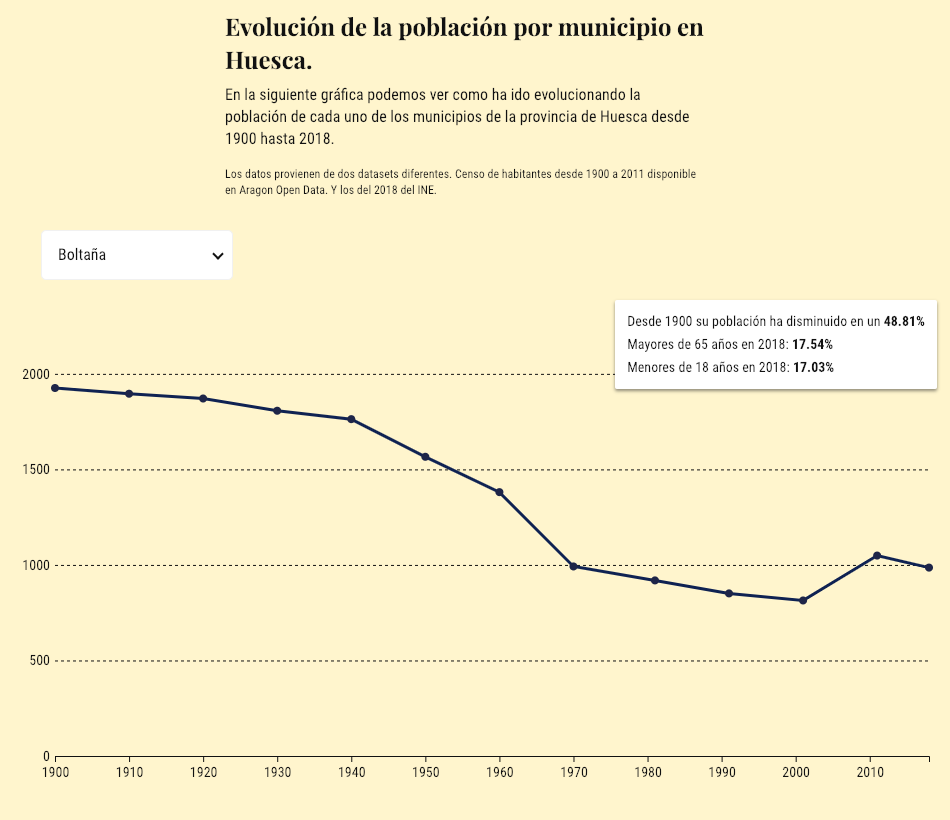 Evolución de la población por municipio en
Huesca.
En la siguiente gráfica podemos ver como ha ido evolucionando la
población de cada uno de los municipios de la provincia de Huesca desde
1900 hasta 2018.
Los datos provienen de dos datasets diferentes. Censo de habitantes desde 1900 a 2011 disponible
en Aragon Open Data. Y los del 2018 del INE.
Boltaña
Desde 1900 su población ha disminuido en un 48.81%
Mayores de 65 años en 2018: 17.54%
Menores de 18 años en 2018: 17.03%
2000
1500
1000
500
0
1900 1910 1920 1930 1940 1950 1960 1970 1980 1990 2000 2010